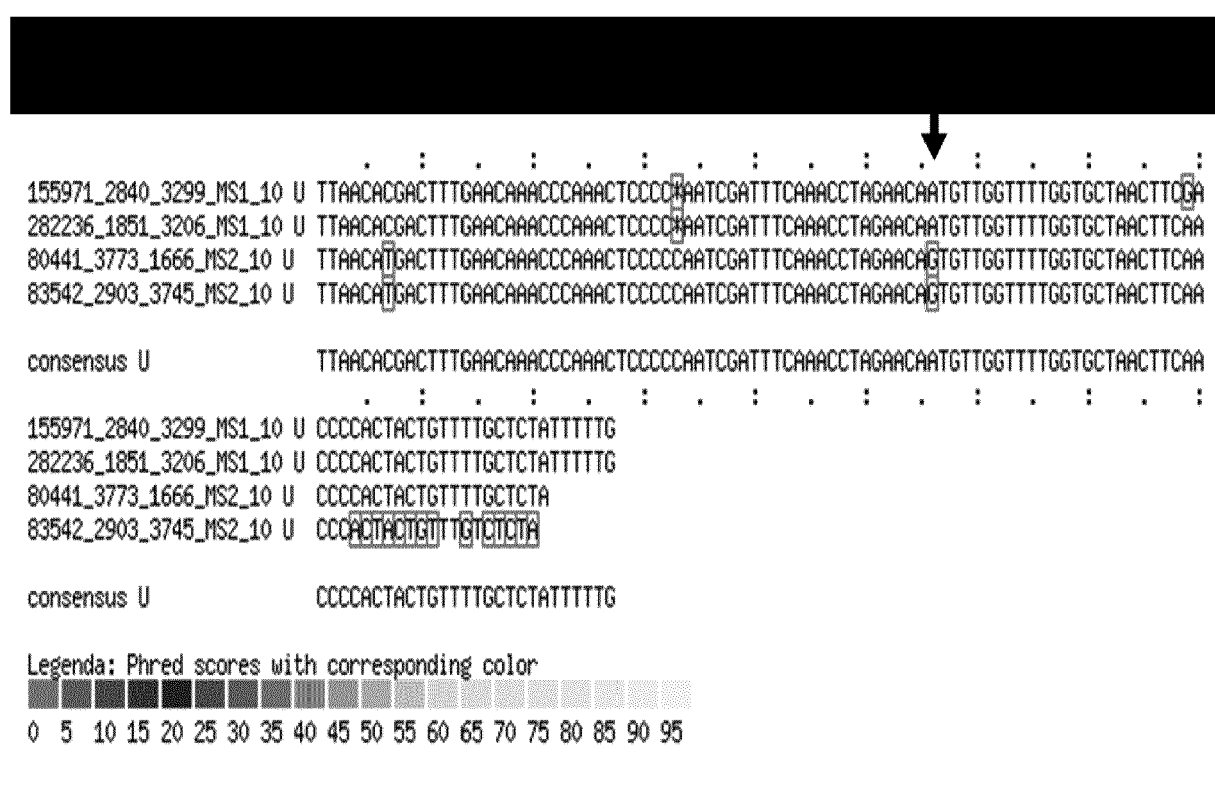 . : . : . : . : . : . : . : . :
155971_2840_3299_MS1_10 U TTAACACGACTTTGAACAAACCCAAACTCCCC*AATCGATTTCAAACCTAGAACAATGTTGGTTTTGGTGCTAACTTCGA
282236_1851_3206_MS1_10 U TTAACACGACTTTGAACAAACCCAAACTCCCC*AATCGATTTCAAACCTAGAACAATGTTGGTTTTGGTGCTAACTTCAA
80441_3773_1666_MS2_10 U TTAACATGACTTTGAACAAACCCAAACTCCCCCAATCGATTTCAAACCTAGAACAGTGTTGGTTTTGGTGCTAACTTCAA
83542_2903_3745_MS2_10 U TTAACATGACTTTGAACAAACCCAAACTCCCCCAATCGATTTCAAACCTAGAACAGTGTTGGTTTTGGTGCTAACTTCAA
consensus U TTAACACGACTTTGAACAAACCCAAACTCCCCCAATCGATTTCAAACCTAGAACAATGTTGGTTTTGGTGCTAACTTCAA
. : . : . : . : . : . : . : . :
155971_2840_3299_MS1_10 U CCCCACTACTGTTTTGCTCTATTTTTG
282236_1851_3206_MS1_10 U CCCCACTACTGTTTTGCTCTATTTTTG
80441_3773_1666_MS2_10 U CCCCACTACTGTTTTGCTCTA
83542_2903_3745_MS2_10 U CCCACTACTGTTTGTCTCTA
consensus U CCCCACTACTGTTTTGCTCTATTTTTG
Legenda: Phred scores with corresponding color
0 5 10 15 20 25 30 35 40 45 50 55 60 65 70 75 80 85 90 95